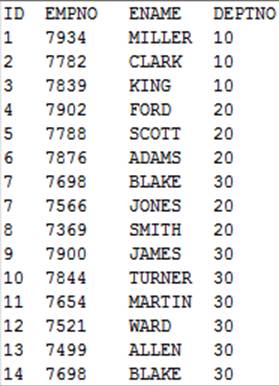 ID EMPNO ENAME DEPTNO
1 7934 MILLER 10
2 7782 CLARK 10
3 7839 KING 10
4 7902 FORD 20
5 7788 SCOTT 20
6 7876 ADAMS 20
7 7698 BLAKE 30
7 7566 JONES 20
8 7369 SMITH 20
9 7900 JAMES 30
10 7844 TURNER 30
11 7654 MARTIN 30
12 7521 WARD 30
13 7499 ALLEN 30
14 7698 BLAKE 30